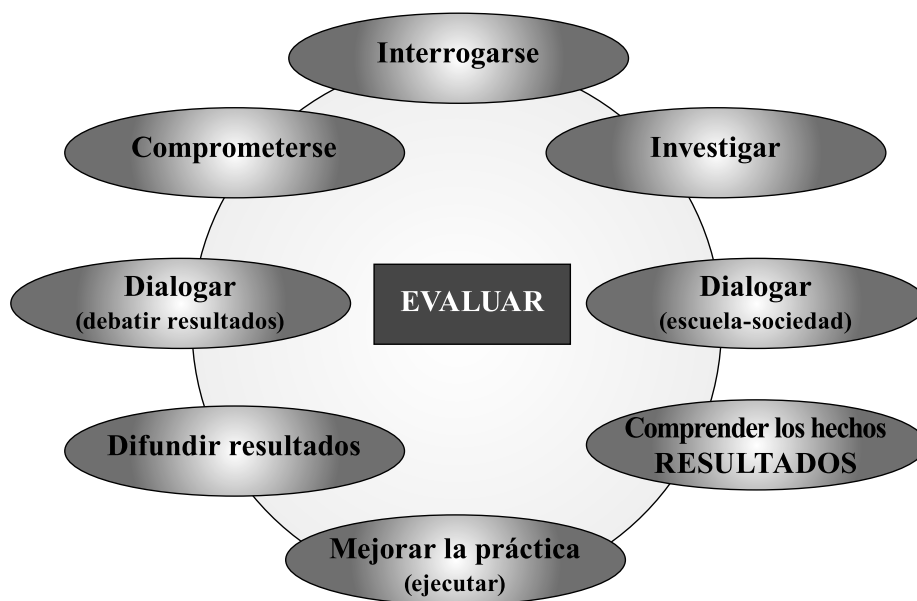 Interrogarse
Comprometerse
Investigar
Dialogar
(debatir resultados)
EVALUAR
Dialogar
(escuela-sociedad)
Difundir resultados
Comprender los hechos
RESULTADOS
Mejorar la práctica
(ejecutar)